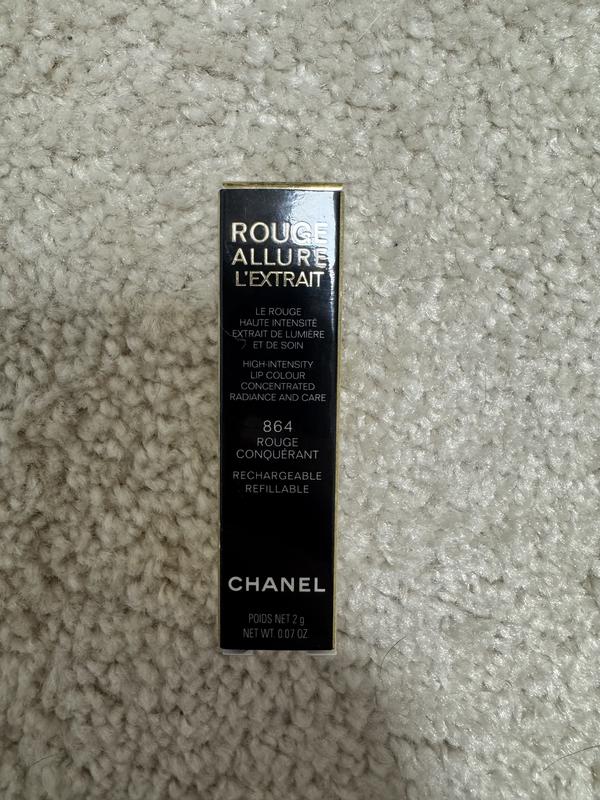 ROUGE
ALLURE
L'EXTRAIT
LE ROUGE
HAUTE INTENSITÉ
EXTRAIT DE LUMIÈRE
ET DE SOIN
HIGH-INTENSITY
LIP COLOUR
CONCENTRATED
RADIANCE AND CARE
864
ROUGE
CONQUÉRANT
RECHARGEABLE
REFILLABLE
CHANEL
POIDS NET 2 g
NET WT. 0.07 OZ.